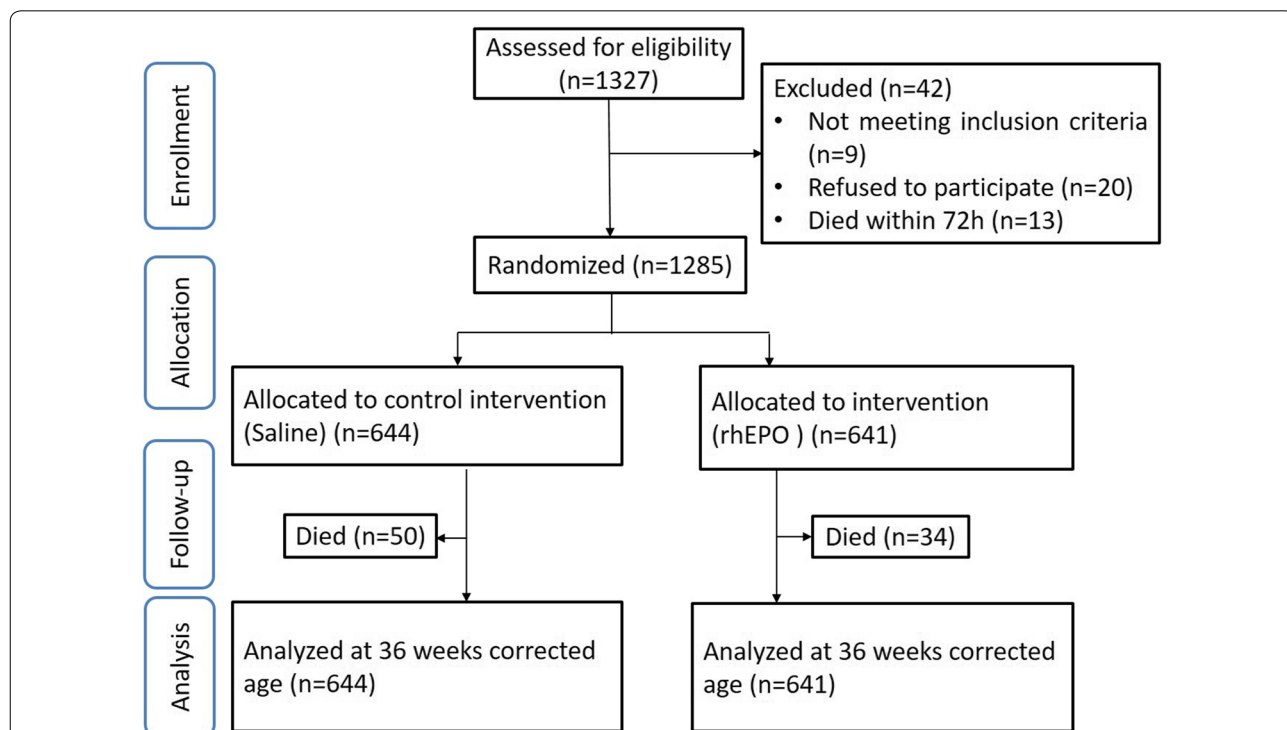 Enrollment
Assessed for eligibility
(n=1327)
Excluded (n=42)
• Not meeting inclusion criteria
(n=9)
• Refused to participate (n=20)
• Died within 72h (n=13)
Randomized (n=1285)
Allocation
Allocated to control intervention
(Saline) (n=644)
Allocated to intervention
(rhEPO ) (n=641)
Follow-up
Died (n=50)
Died (n=34)
Analysis
Analyzed at 36 weeks corrected
age (n=644)
Analyzed at 36 weeks corrected
age (n=641)